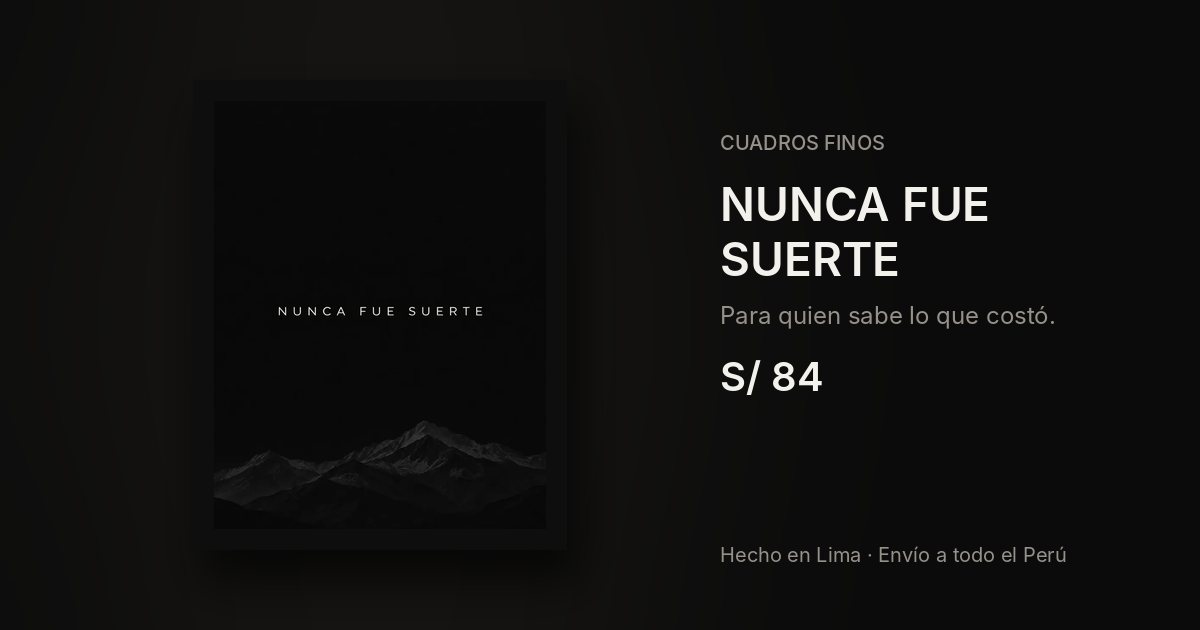 NUNCA FUE SUERTE
CUADROS FINOS
NUNCA FUE
SUERTE
Para quien sabe lo que costó.
S/ 84
Hecho en Lima · Envío a todo el Perú